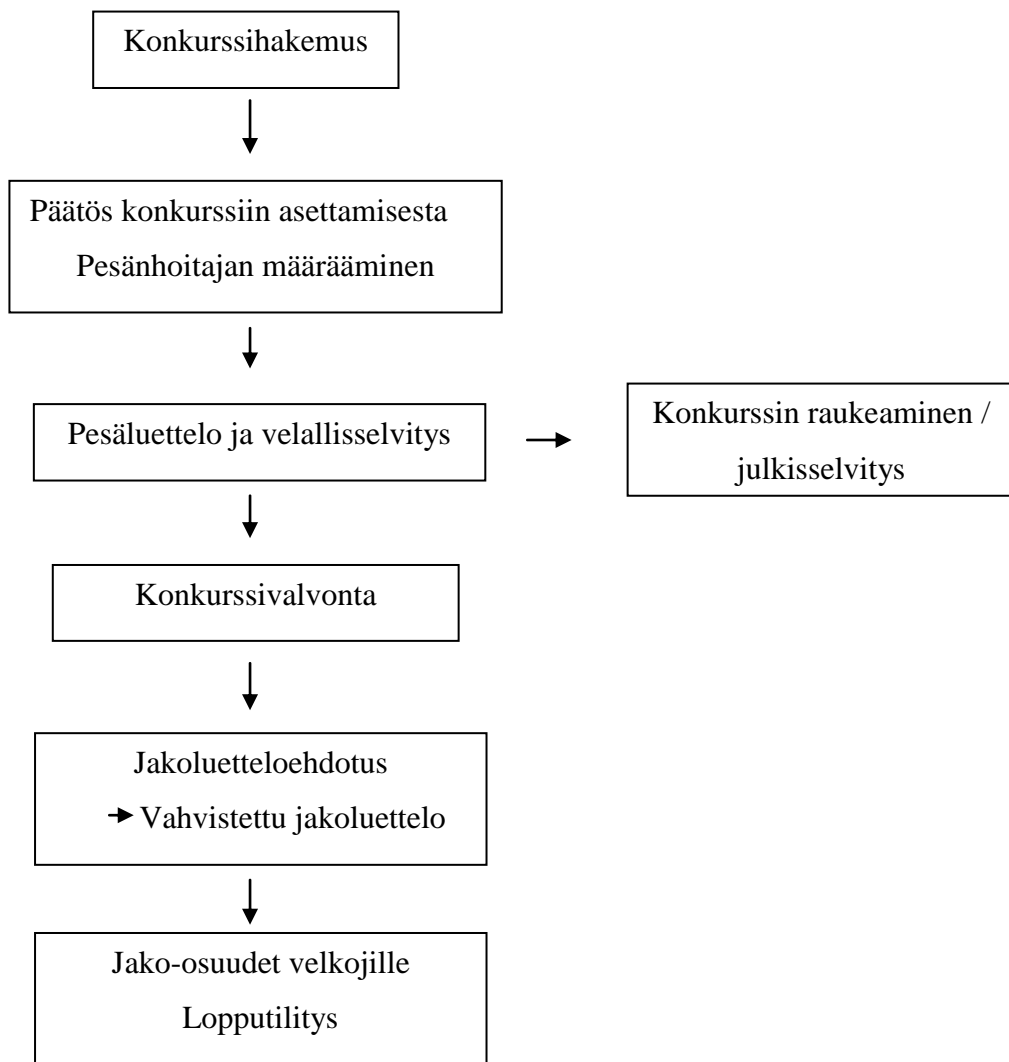 Konkurssihakemus
Päätös konkurssiin asettamisesta
Pesänhoitajan määrääminen
Pesäluettelo ja velallisselvitys
Konkurssin raukeaminen /
julkisselvitys
Konkurssivalvonta
Jakoluetteloehdotus
Vahvistettu jakoluettelo
Jako-osuudet velkojille
Lopputilitys